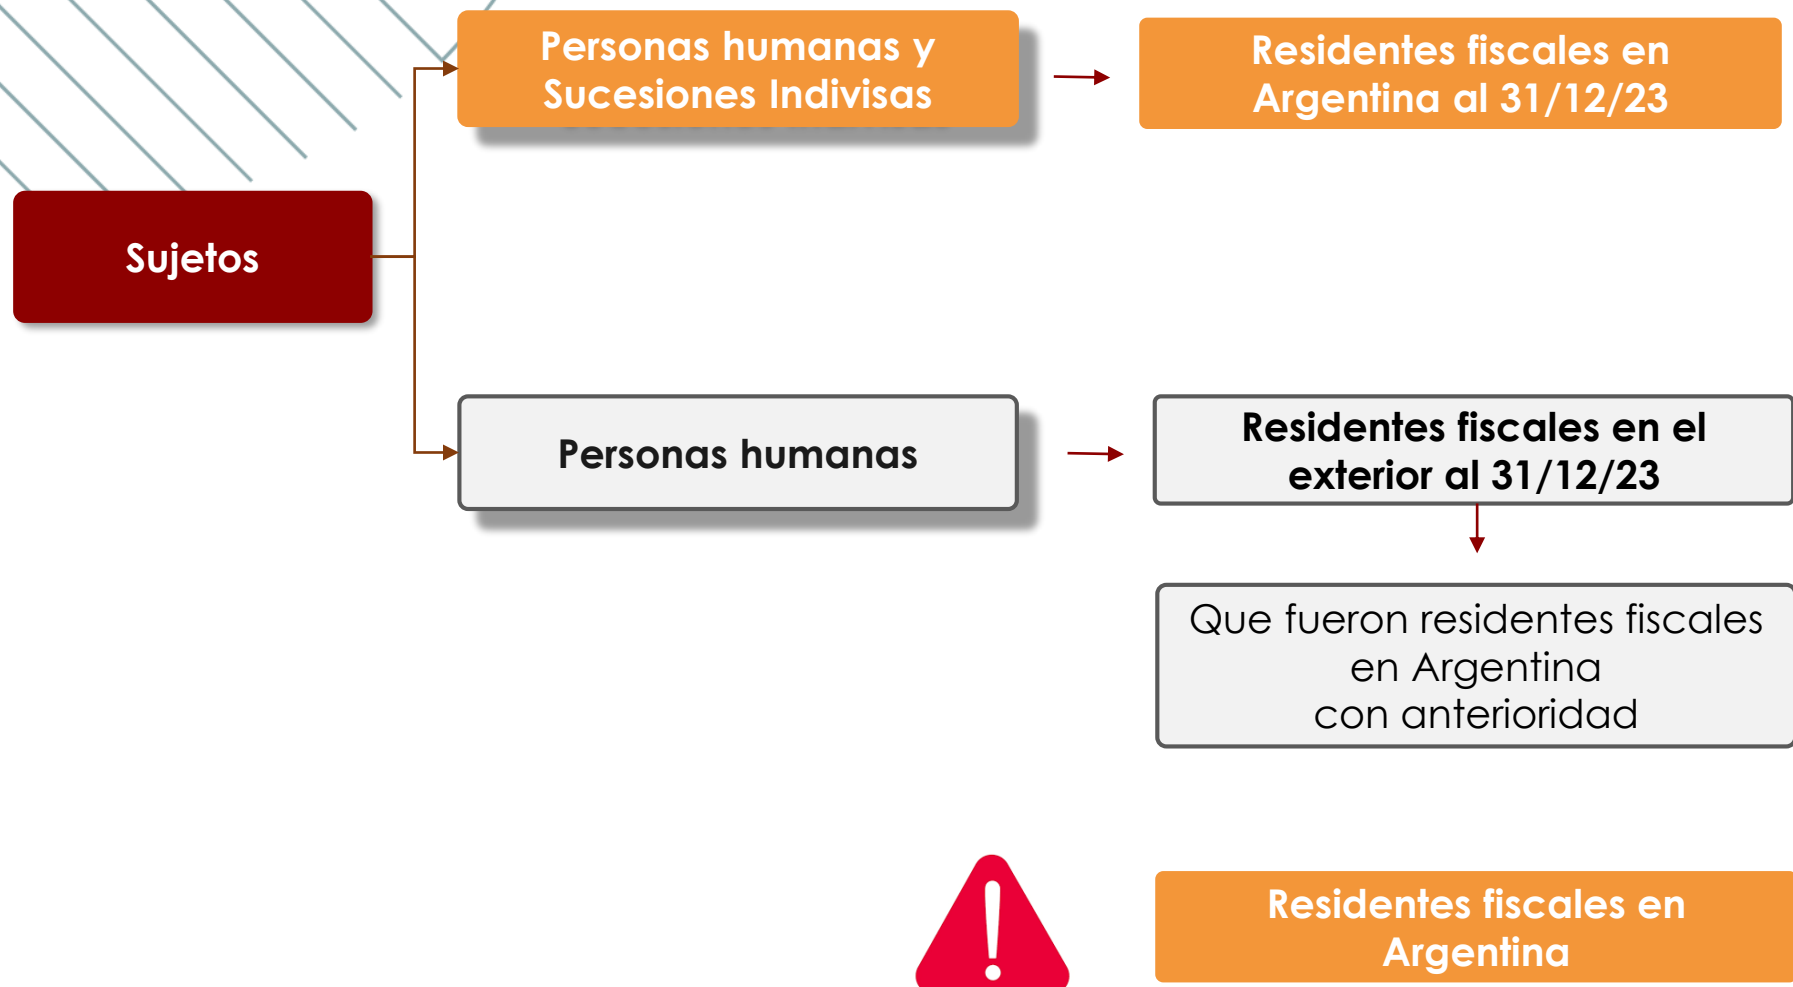 Personas humanas y
Sucesiones Indivisas
Residentes fiscales en
Argentina al 31/12/23
Sujetos
Personas humanas
Residentes fiscales en el
exterior al 31/12/23
Que fueron residentes fiscales
en Argentina
con anterioridad
Residentes fiscales en
Argentina